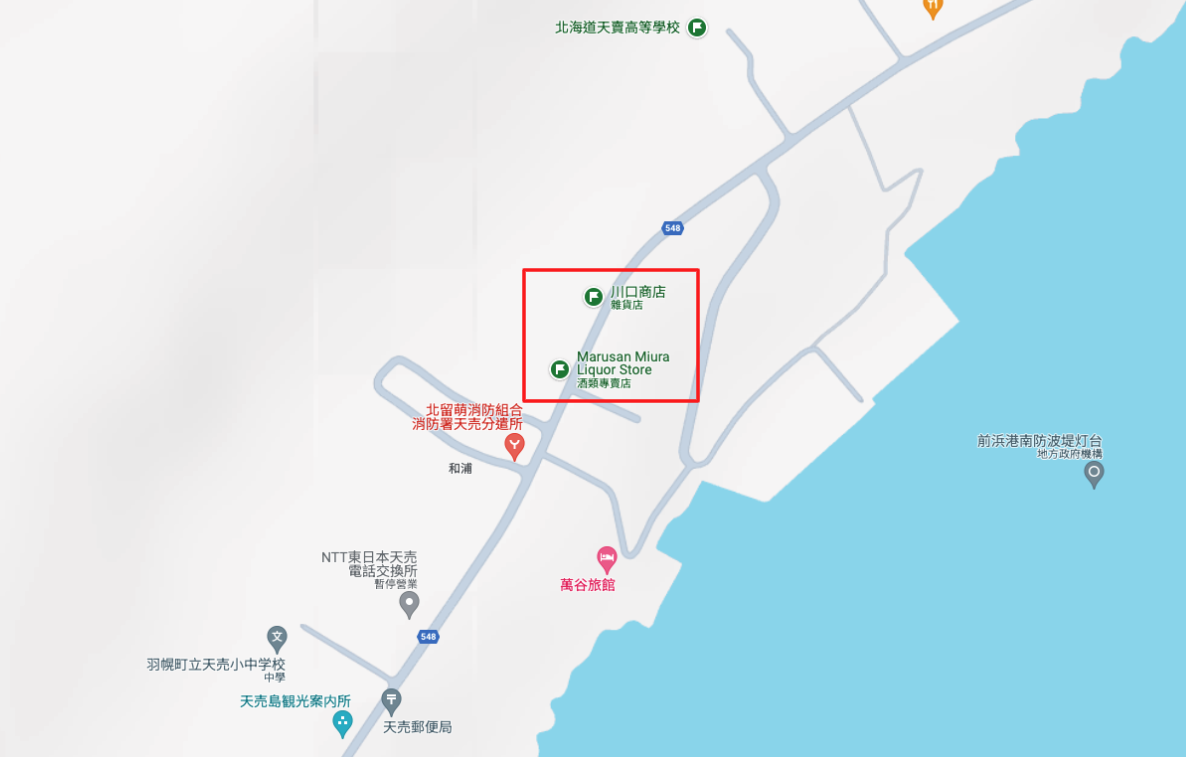 北海道天賣高等學校
548
川口商店
雜貨店
Marusan Miura
Liquor Store
酒類專賣店
北留萌消防組合
消防署天売分遣所
和浦
前浜港南防波堤灯台
地方政府機構
NTT東日本天売
電話交換所
暫停營業
萬谷旅館
548
文
羽幌町立天売小中学校
中學
天売島観光案内所
天売郵便局